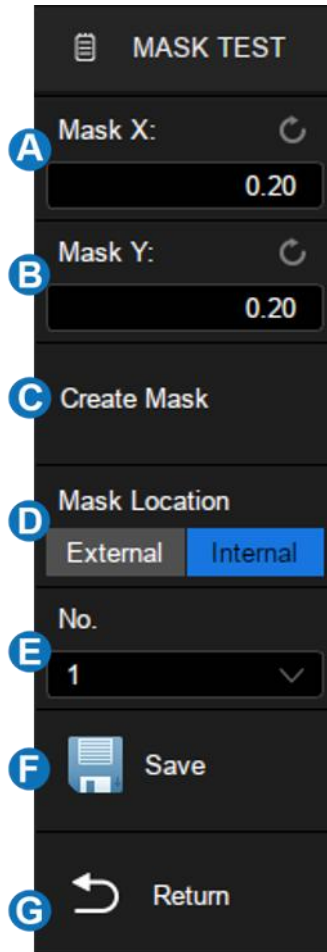 MASK TEST
A
Mask X:
0.20
B
Mask Y:
0.20
C
Create Mask
D
Mask Location
External Internal
E
No.
1
F
Save
G
Return